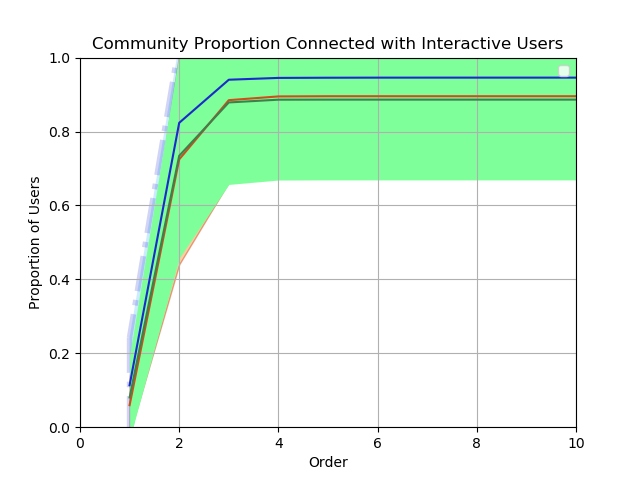 Community Proportion Connected with Interactive Users
1.0
0.8
0.6
0.4
0.2
0.0
Proportion of Users
0 2 4 6 8 10
Order